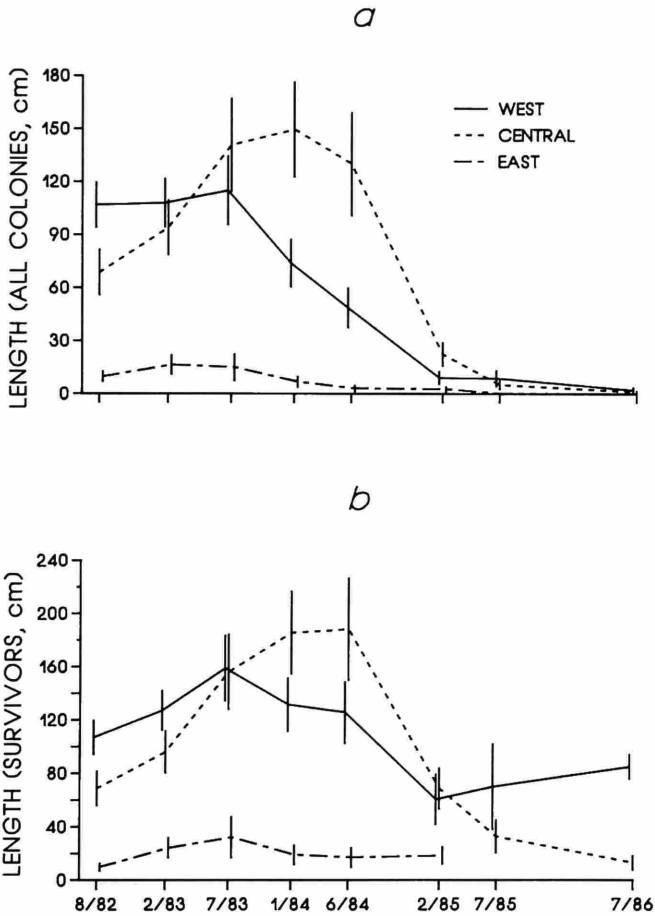 a
LENGTH (ALL COLONIES, cm)
180
150
120
90
60
30
0
WEST
CENTRAL
EAST
b
LENGTH (SURVIVORS, cm)
240
200
160
120
80
40
0
8/82 2/83 7/83 1/84 6/84 2/85 7/85 7/86